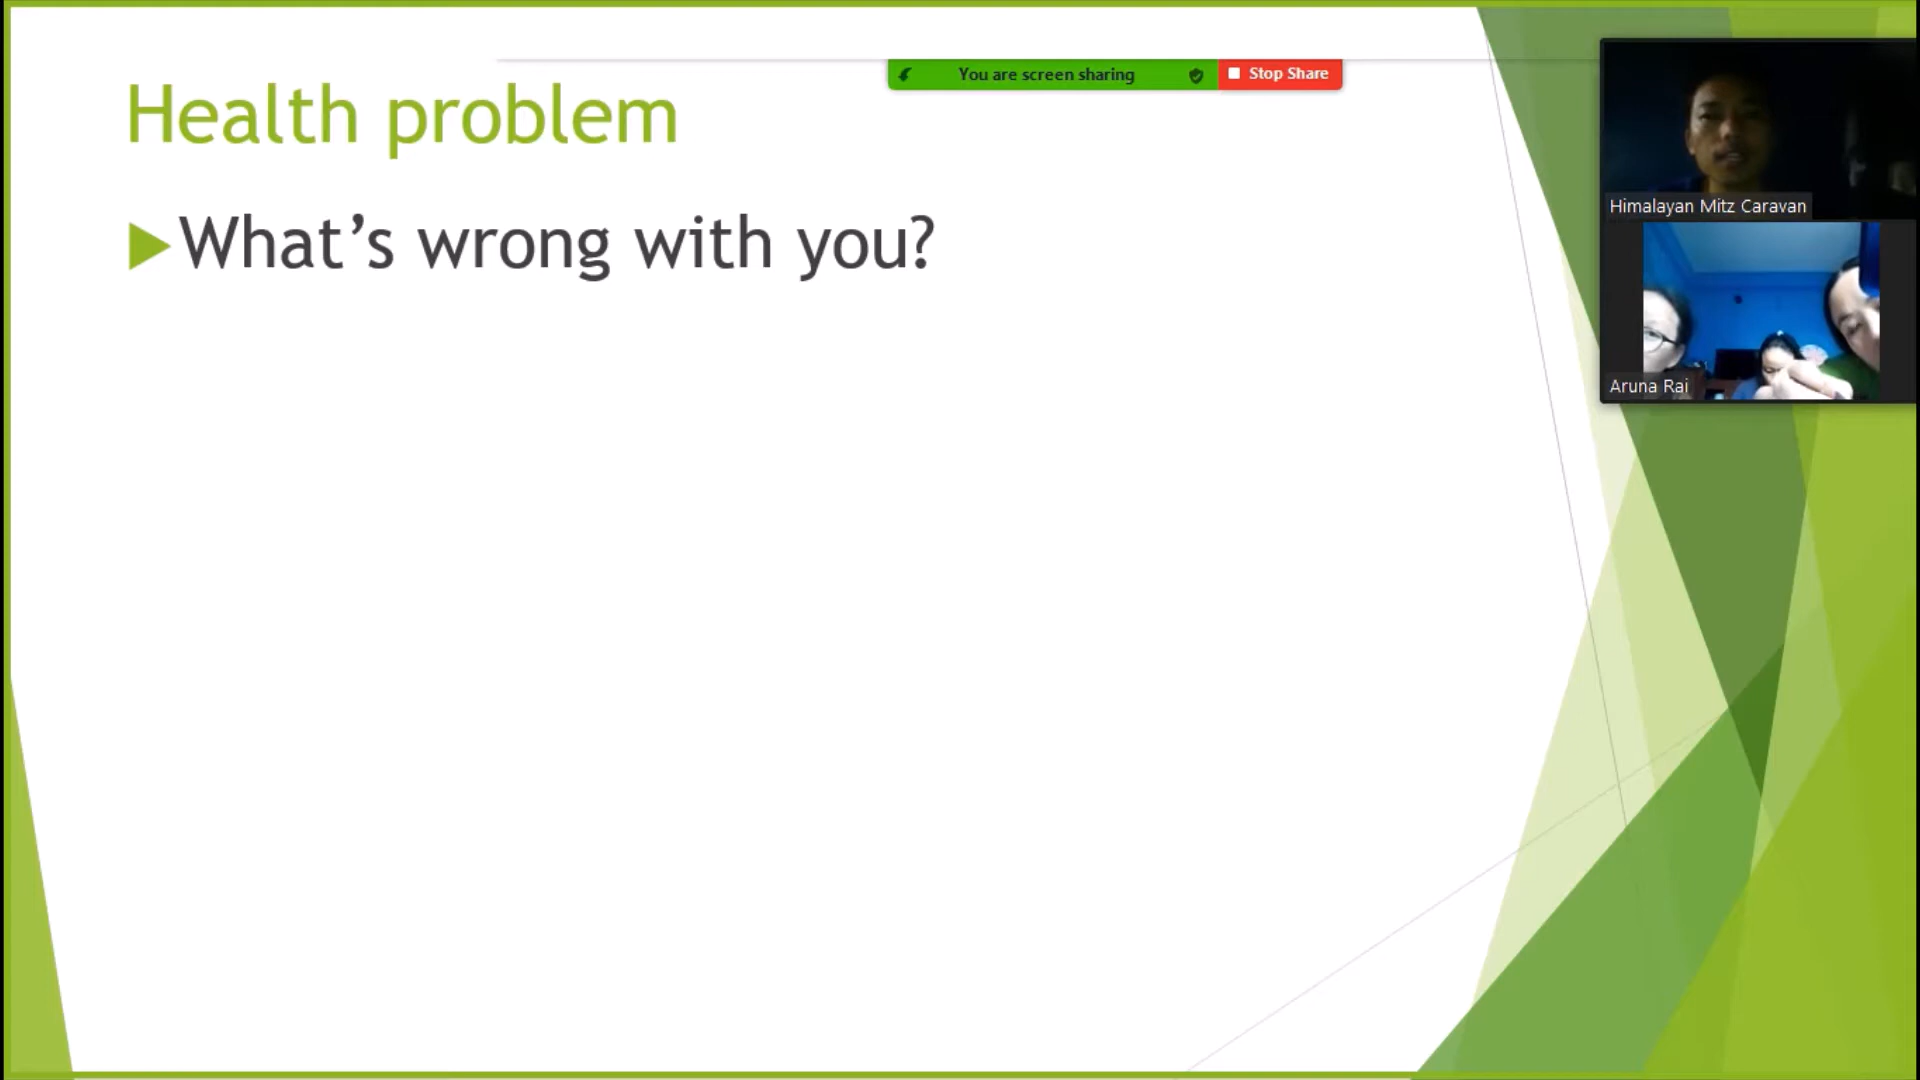 You are screen sharing
Stop Share
Health problem
What’s wrong with you?
Himalayan Mitz Caravan
Aruna Rai